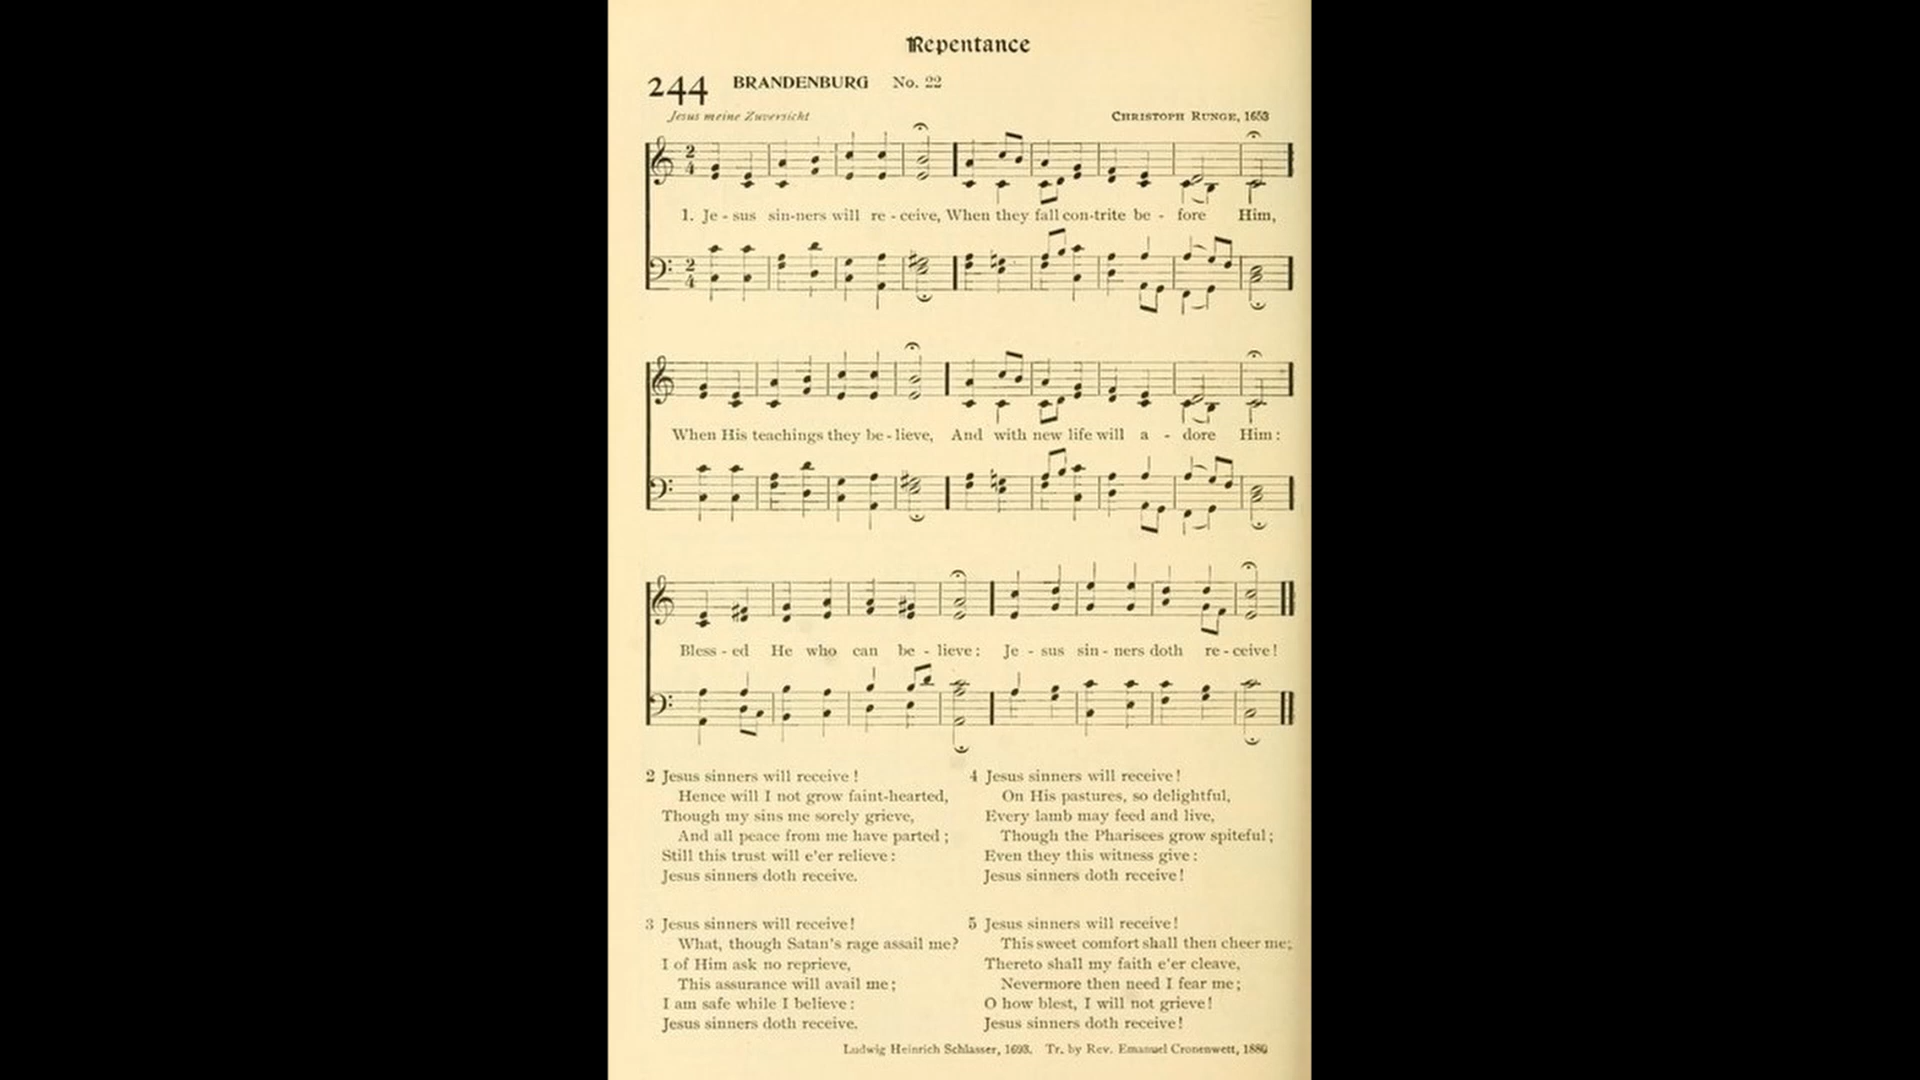 Repentance
244 BRANDENBURG No. 22
Jesus meine Zuversicht CHRISTOPH RUNGE, 1653
1. Je - sus sin-ners will re - ceive, When they fall con-trite be - fore Him,
When His teachings they be - lieve, And with new life will a - dore Him:
Bless - ed He who can be - lieve: Je - sus sin - ners doth re - ceive!
2 Jesus sinners will receive!
Hence will I not grow faint-hearted,
Though my sins me sorely grieve,
And all peace from me have parted;
Still this trust will e'er relieve:
Jesus sinners doth receive.
3 Jesus sinners will receive!
What, though Satan's rage assail me?
I of Him ask no reprieve,
This assurance will avail me;
I am safe while I believe:
Jesus sinners doth receive.
4 Jesus sinners will receive!
On His pastures, so delightful,
Every lamb may feed and live,
Though the Pharisees grow spiteful;
Even they this witness give:
Jesus sinners doth receive!
5 Jesus sinners will receive!
This sweet comfort shall then cheer me;
Thereto shall my faith e'er cleave,
Nevermore then need I fear me;
O how blest, I will not grieve!
Jesus sinners doth receive!
Ludwig Heinrich Schlasser, 1693. Tr. by Rev. Emanuel Cronenwett, 1880